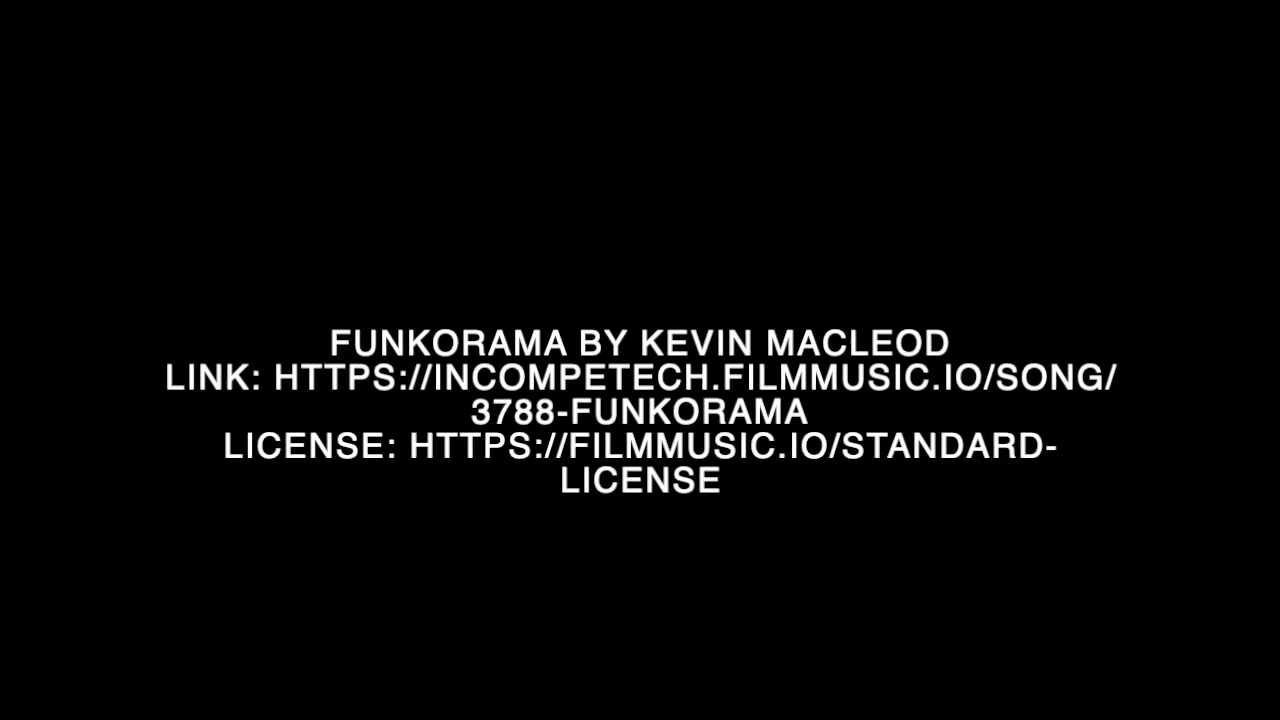 FUNKORAMA BY KEVIN MACLEOD
LINK: HTTPS://INCOMPETECH.FILMMUSIC.IO/SONG/
3788-FUNKORAMA
LICENSE: HTTPS://FILMMUSIC.IO/STANDARD-
LICENSE